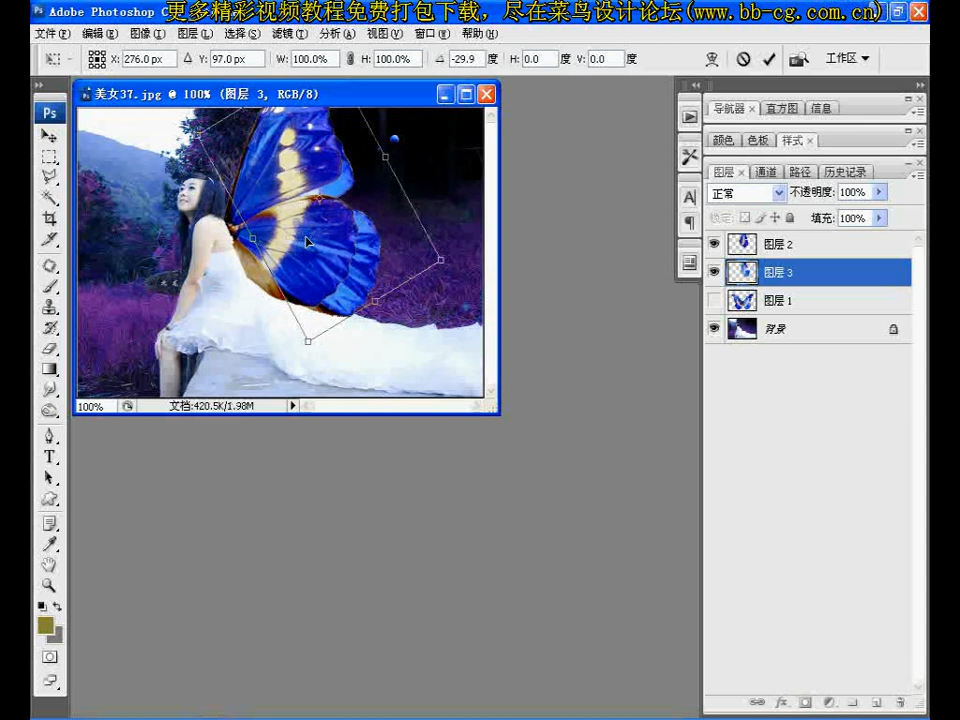 更多精彩视频教程免费打包下载，尽在菜鸟设计论坛(www.bb-cg.com.cn)
Adobe Photoshop C
文件(F) 编辑(E) 图像(I) 图层(L) 选择(S) 滤镜(T) 分析(A) 视图(V) 窗口(W) 帮助(H)
X: 276.0 px Δ Y: 97.0 px W: 100.0% H: 100.0% -29.9 度 H: 0.0 度 V: 0.0 度 工作区
美女37.jpg @ 100% (图层 3, RGB/8)
Ps
导航器 × 直方图 信息
颜色 色板 样式 ×
图层 × 通道 路径 历史记录
正常 不透明度: 100%
锁定: 填充: 100%
图层 2
图层 3
图层 1
背景
100% 文档:420.5K/1.98M